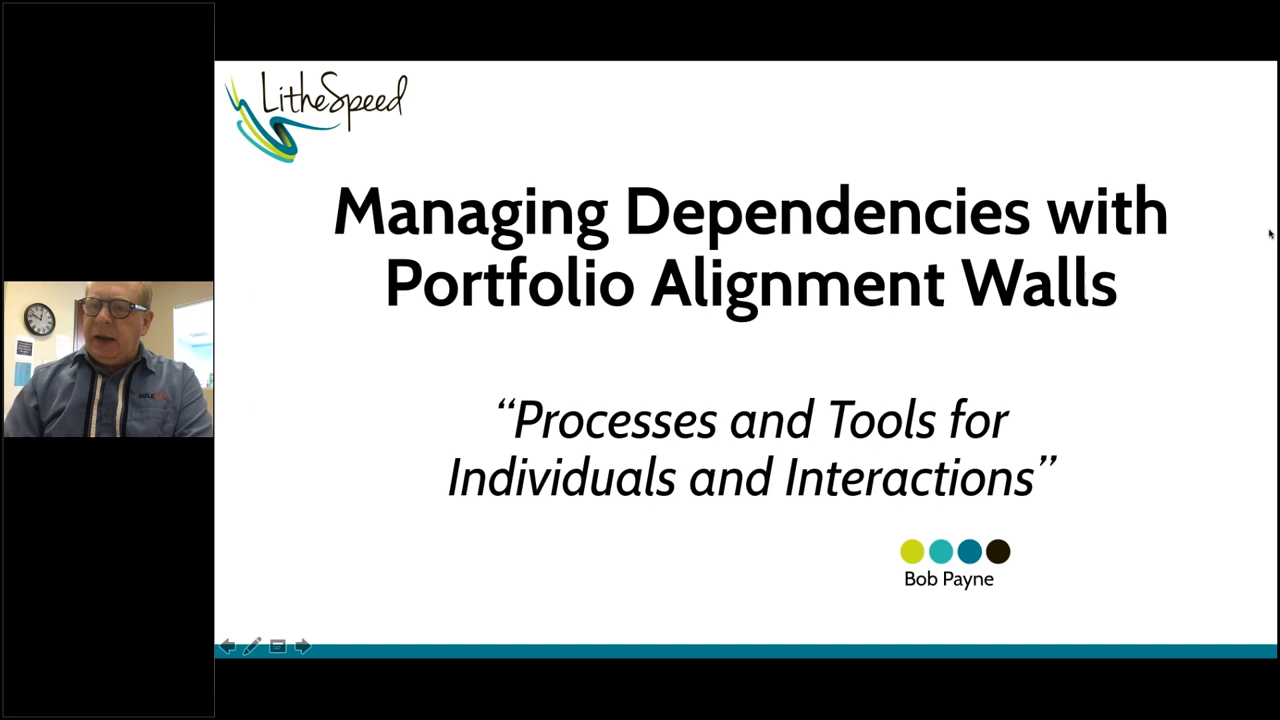 LitheSpeed
Managing Dependencies with
Portfolio Alignment Walls
“Processes and Tools for
Individuals and Interactions”
Bob Payne